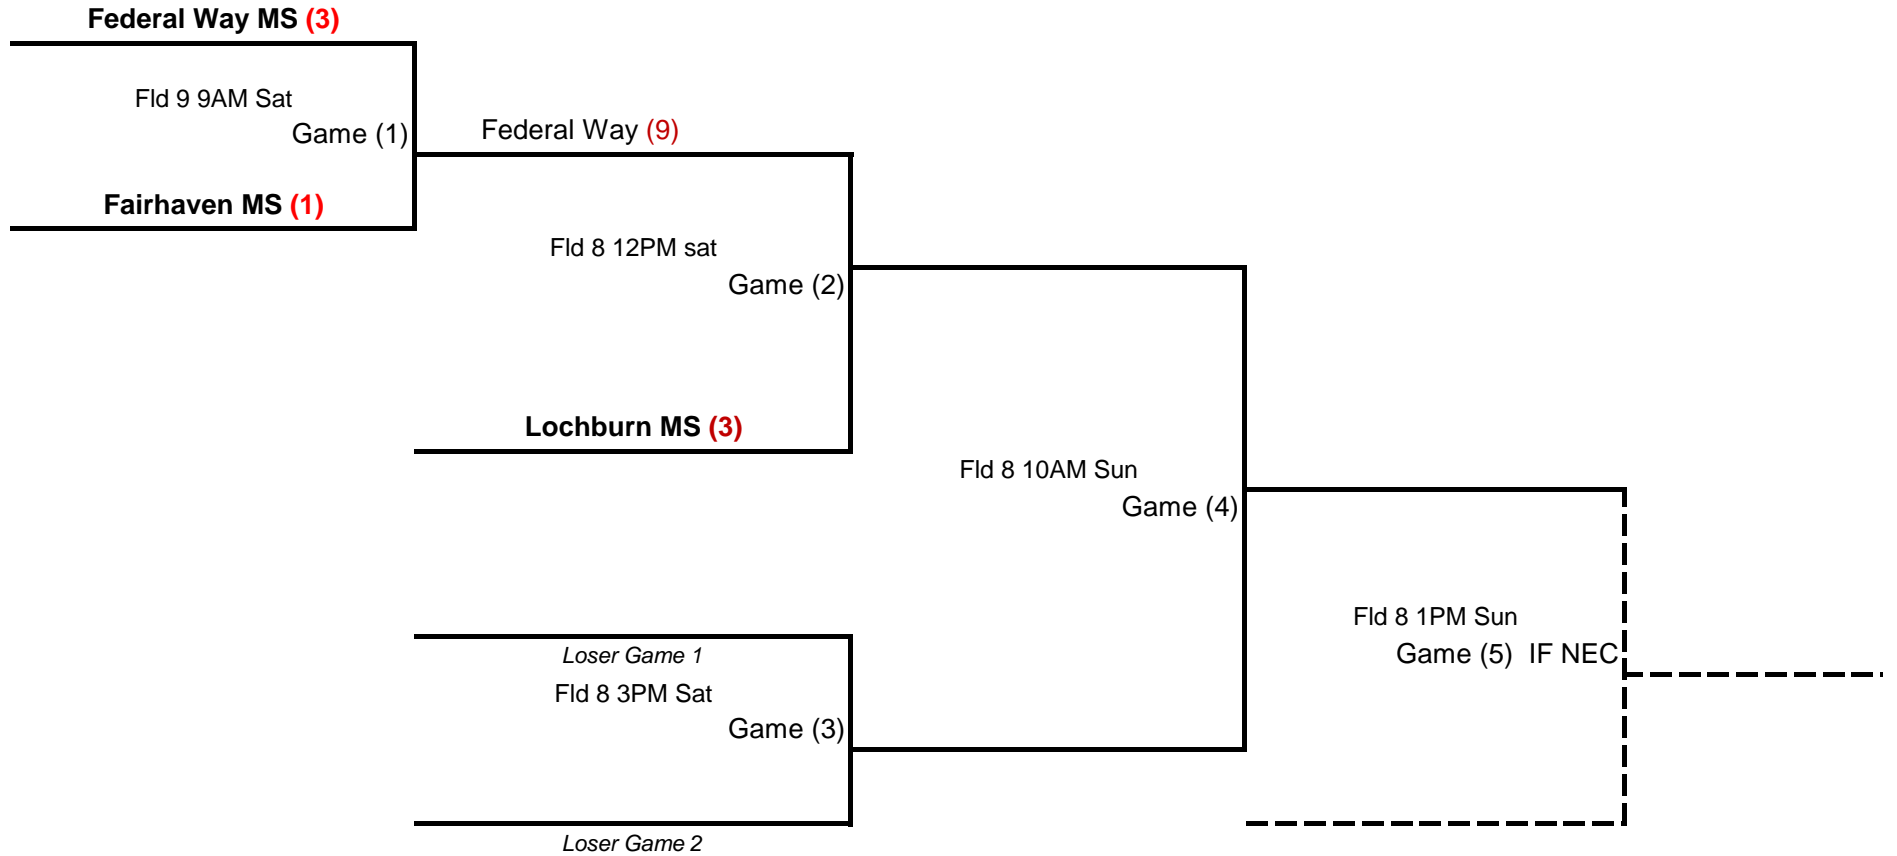 Federal Way MS (3)
Fld 9 9AM Sat
Game (1)
Federal Way (9)
Fairhaven MS (1)
Fld 8 12PM sat
Game (2)
Lochburn MS (3)
Fld 8 10AM Sun
Game (4)
Loser Game 1
Fld 8 3PM Sat
Game (3)
Fld 8 1PM Sun
Game (5) IF NEC
Loser Game 2